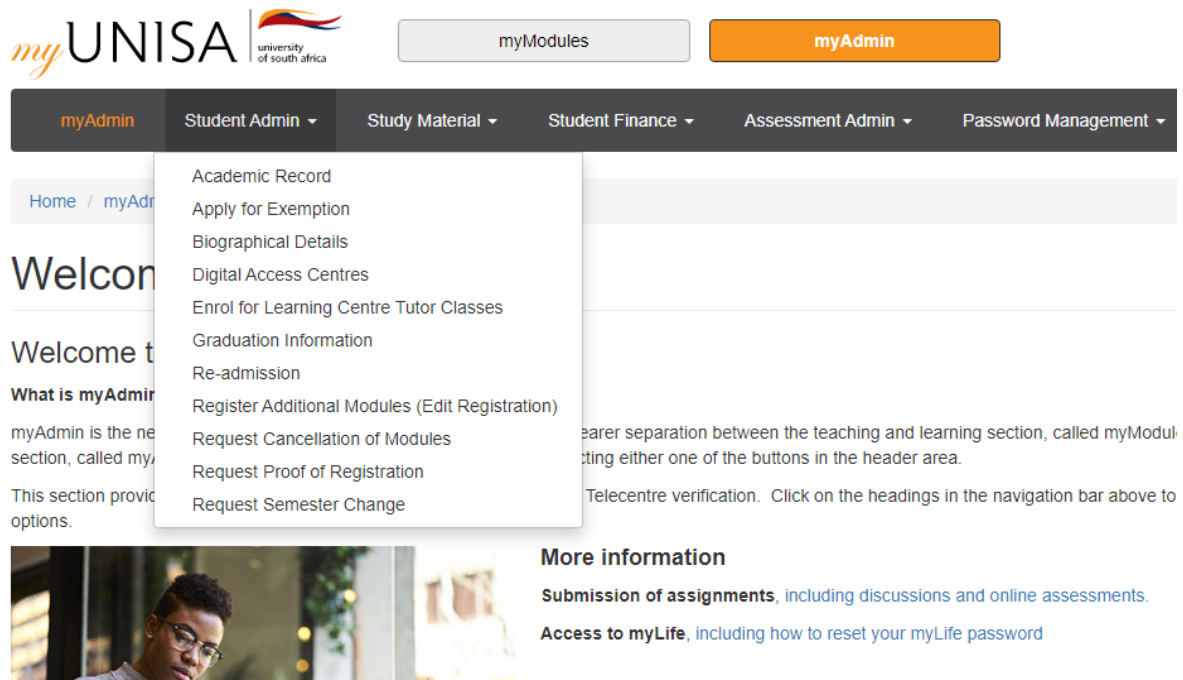 myUNISA university
of south africa
myModules myAdmin
myAdmin Student Admin Study Material Student Finance Assessment Admin Password Management
Academic Record
Apply for Exemption
Biographical Details
Digital Access Centres
Enrol for Learning Centre Tutor Classes
Graduation Information
Re-admission
Register Additional Modules (Edit Registration)
Request Cancellation of Modules
Request Proof of Registration
Request Semester Change
Home / myAdr
Welcon
Welcome t
What is myAdmin
myAdmin is the ne earer separation between the teaching and learning section, called myModul
section, called my cting either one of the buttons in the header area.
This section provid Telecentre verification. Click on the headings in the navigation bar above to
options.
More information
Submission of assignments, including discussions and online assessments.
Access to myLife, including how to reset your myLife password